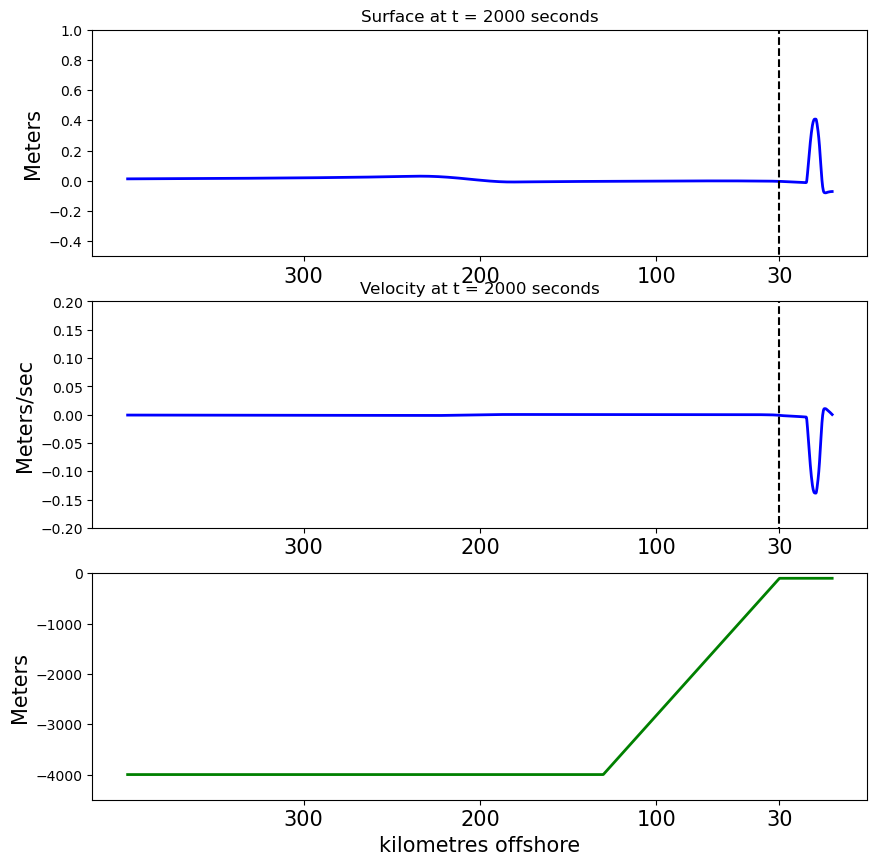 Surface at t = 2000 seconds
1.0
0.8
0.6
0.4
0.2
0.0
−0.2
−0.4
Meters
300 200 100 30
Velocity at t = 2000 seconds
0.20
0.15
0.10
0.05
0.00
−0.05
−0.10
−0.15
−0.20
Meters/sec
300 200 100 30
0
−1000
−2000
−3000
−4000
Meters
300 200 100 30
kilometres offshore